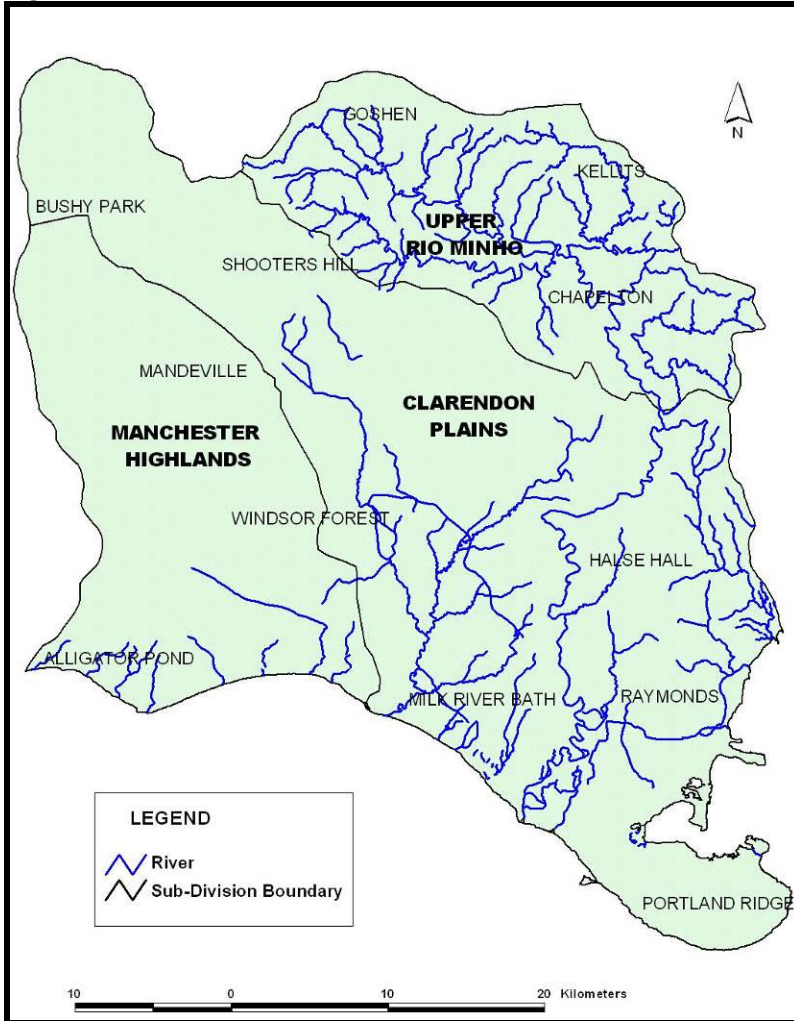 GOSHEN
N
KELLITS
BUSHY PARK
UPPER
RIO MINHO
SHOOTERS HILL
CHAPELTON
MANDEVILLE
CLARENDON
PLAINS
MANCHESTER
HIGHLANDS
WINDSOR FOREST
HALSE HALL
ALLIGATOR POND
MILK RIVER BATH
RAYMONDS
LEGEND
River
Sub-Division Boundary
PORTLAND RIDGE
10 0 10 20 Kilometers